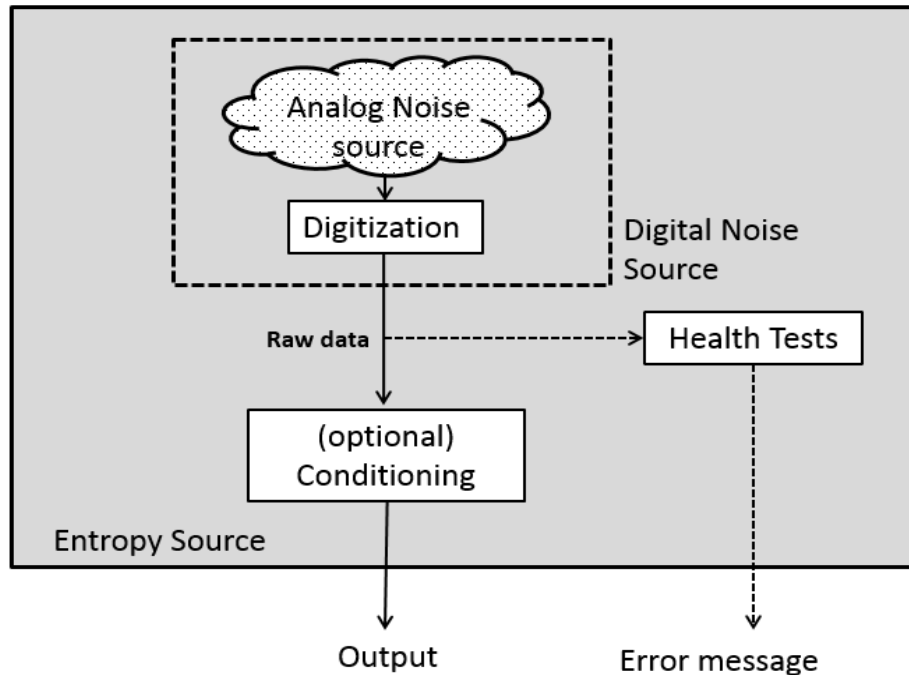 Analog Noise
source
Digitization
Digital Noise
Source
Raw data
Health Tests
(optional)
Conditioning
Entropy Source
Output
Error message